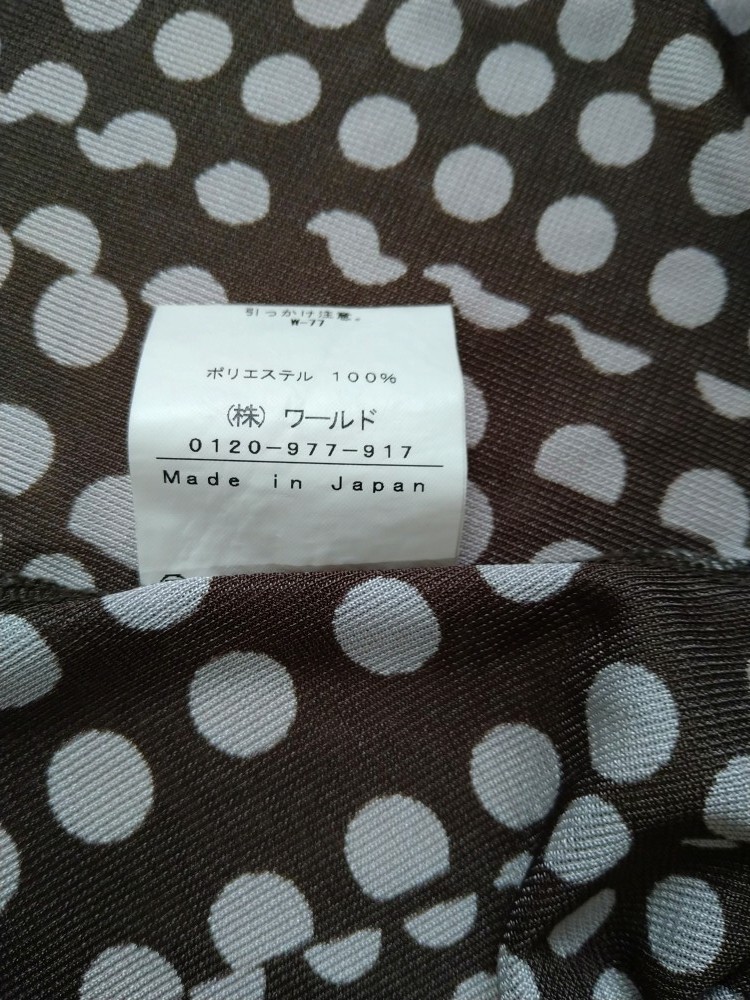 引っかけ注意。
W-77
ポリエステル 100%
(株) ワールド
0120-977-917
Made in Japan